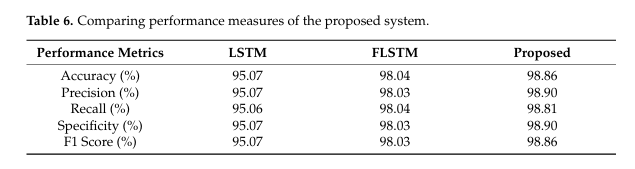 Table 6. Comparing performance measures of the proposed system.
Performance Metrics LSTM FLSTM Proposed
Accuracy (%) 95.07 98.04 98.86
Precision (%) 95.07 98.03 98.90
Recall (%) 95.06 98.04 98.81
Specificity (%) 95.07 98.03 98.90
F1 Score (%) 95.07 98.03 98.86